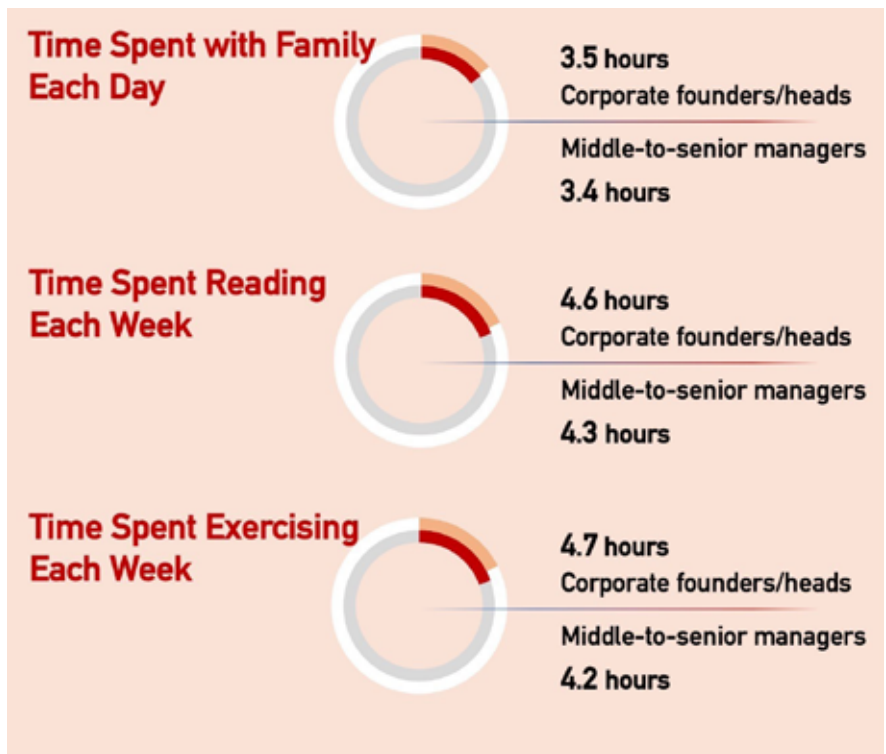 Time Spent with Family
Each Day
3.5 hours
Corporate founders/heads
Middle-to-senior managers
3.4 hours
Time Spent Reading
Each Week
4.6 hours
Corporate founders/heads
Middle-to-senior managers
4.3 hours
Time Spent Exercising
Each Week
4.7 hours
Corporate founders/heads
Middle-to-senior managers
4.2 hours